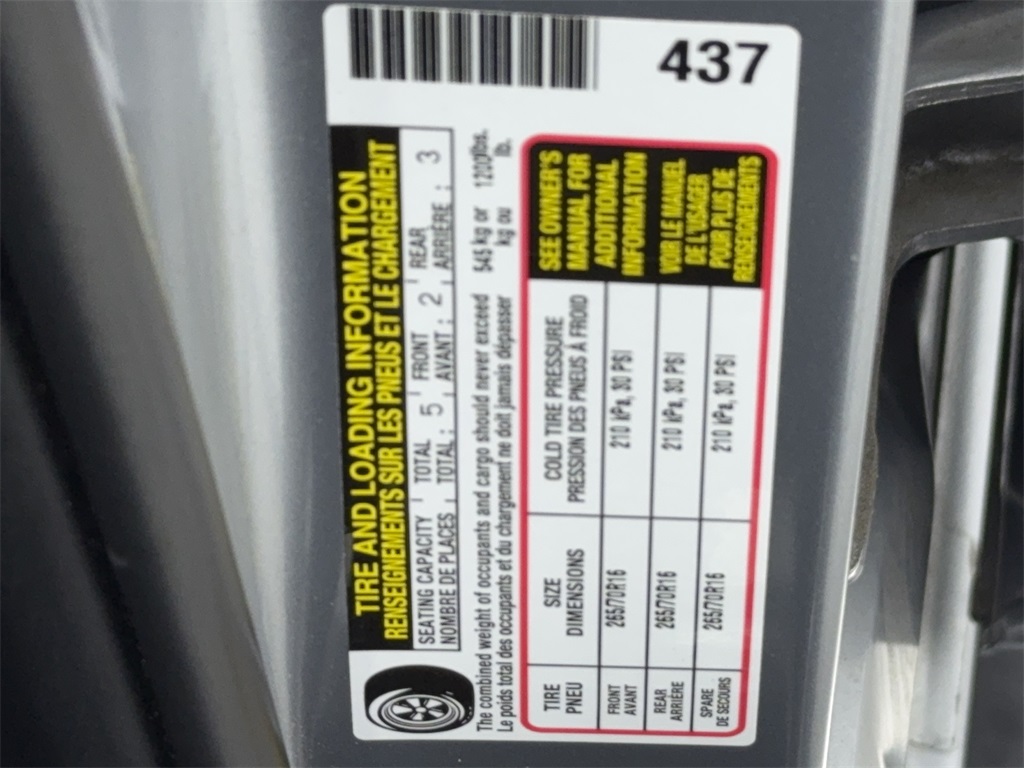 TIRE AND LOADING INFORMATION
RENSEIGNEMENTS SUR LES PNEUS ET LE CHARGEMENT
SEATING CAPACITY TOTAL 5 FRONT 2 REAR 3
NOMBRE DE PLACES TOTAL : AVANT : ARRIÈRE :
The combined weight of occupants and cargo should never exceed 545 kg or 1200 lbs.
Le poids total des occupants et du chargement ne doit jamais dépasser kg ou lb.
TIRE SIZE COLD TIRE PRESSURE
PNEU DIMENSIONS PRESSION DES PNEUS À FROID
FRONT 265/70R16 210 kPa, 30 PSI
AVANT
REAR 265/70R16 210 kPa, 30 PSI
ARRIÈRE
SPARE 265/70R16 210 kPa, 30 PSI
DE SECOURS
SEE OWNER'S
MANUAL FOR
ADDITIONAL
INFORMATION
VOIR LE MANUEL
DE L'USAGER
POUR PLUS DE
RENSEIGNEMENTS
437